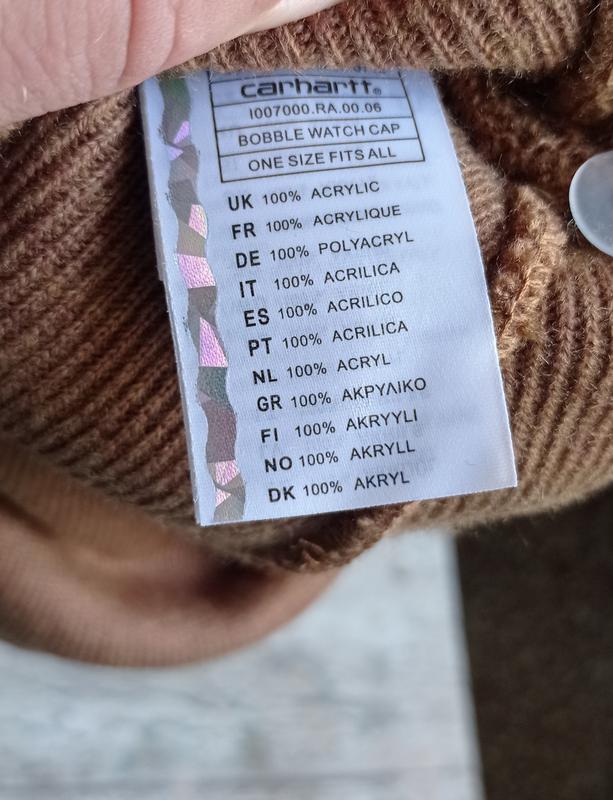 carhartt®
I007000.RA.00.06
BOBBLE WATCH CAP
ONE SIZE FITS ALL
UK 100% ACRYLIC
FR 100% ACRYLIQUE
DE 100% POLYACRYL
IT 100% ACRILICA
ES 100% ACRILICO
PT 100% ACRILICA
NL 100% ACRYL
GR 100% ΑΚΡΥΛΙΚΟ
FI 100% AKRYYLI
NO 100% AKRYLL
DK 100% AKRYL